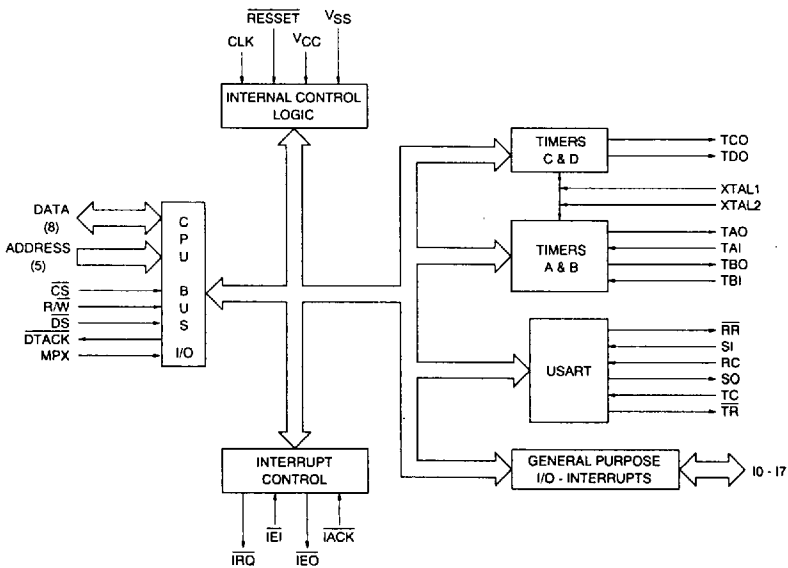 RESSET
VSS
CLK
VCC
INTERNAL CONTROL
LOGIC
DATA
(8)
ADDRESS
(5)
CS
R/W
DS
DTACK
MPX
CPU
BUS
I/O
TIMERS
C & D
TCO
TDO
XTAL1
XTAL2
TIMERS
A & B
TAO
TAI
TBO
TBI
USART
RR
SI
RC
SO
TC
TR
GENERAL PURPOSE
I/O - INTERRUPTS
I0 - I7
INTERRUPT
CONTROL
IRQ
IEI
IEO
IACK